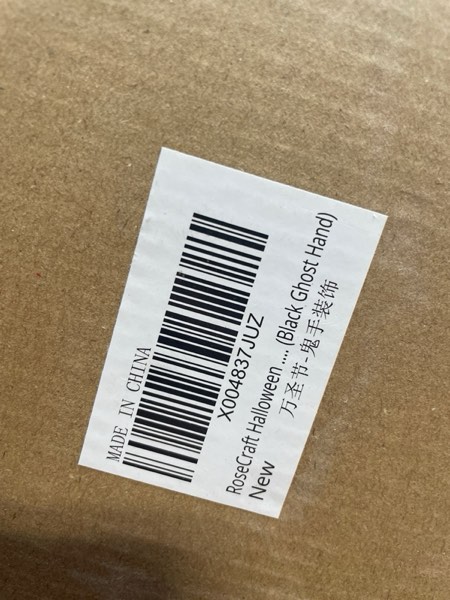 MADE IN CHINA
X004837JUZ
RoseCraft Halloween .... (Black Ghost Hand)
New
万圣节-鬼手装饰